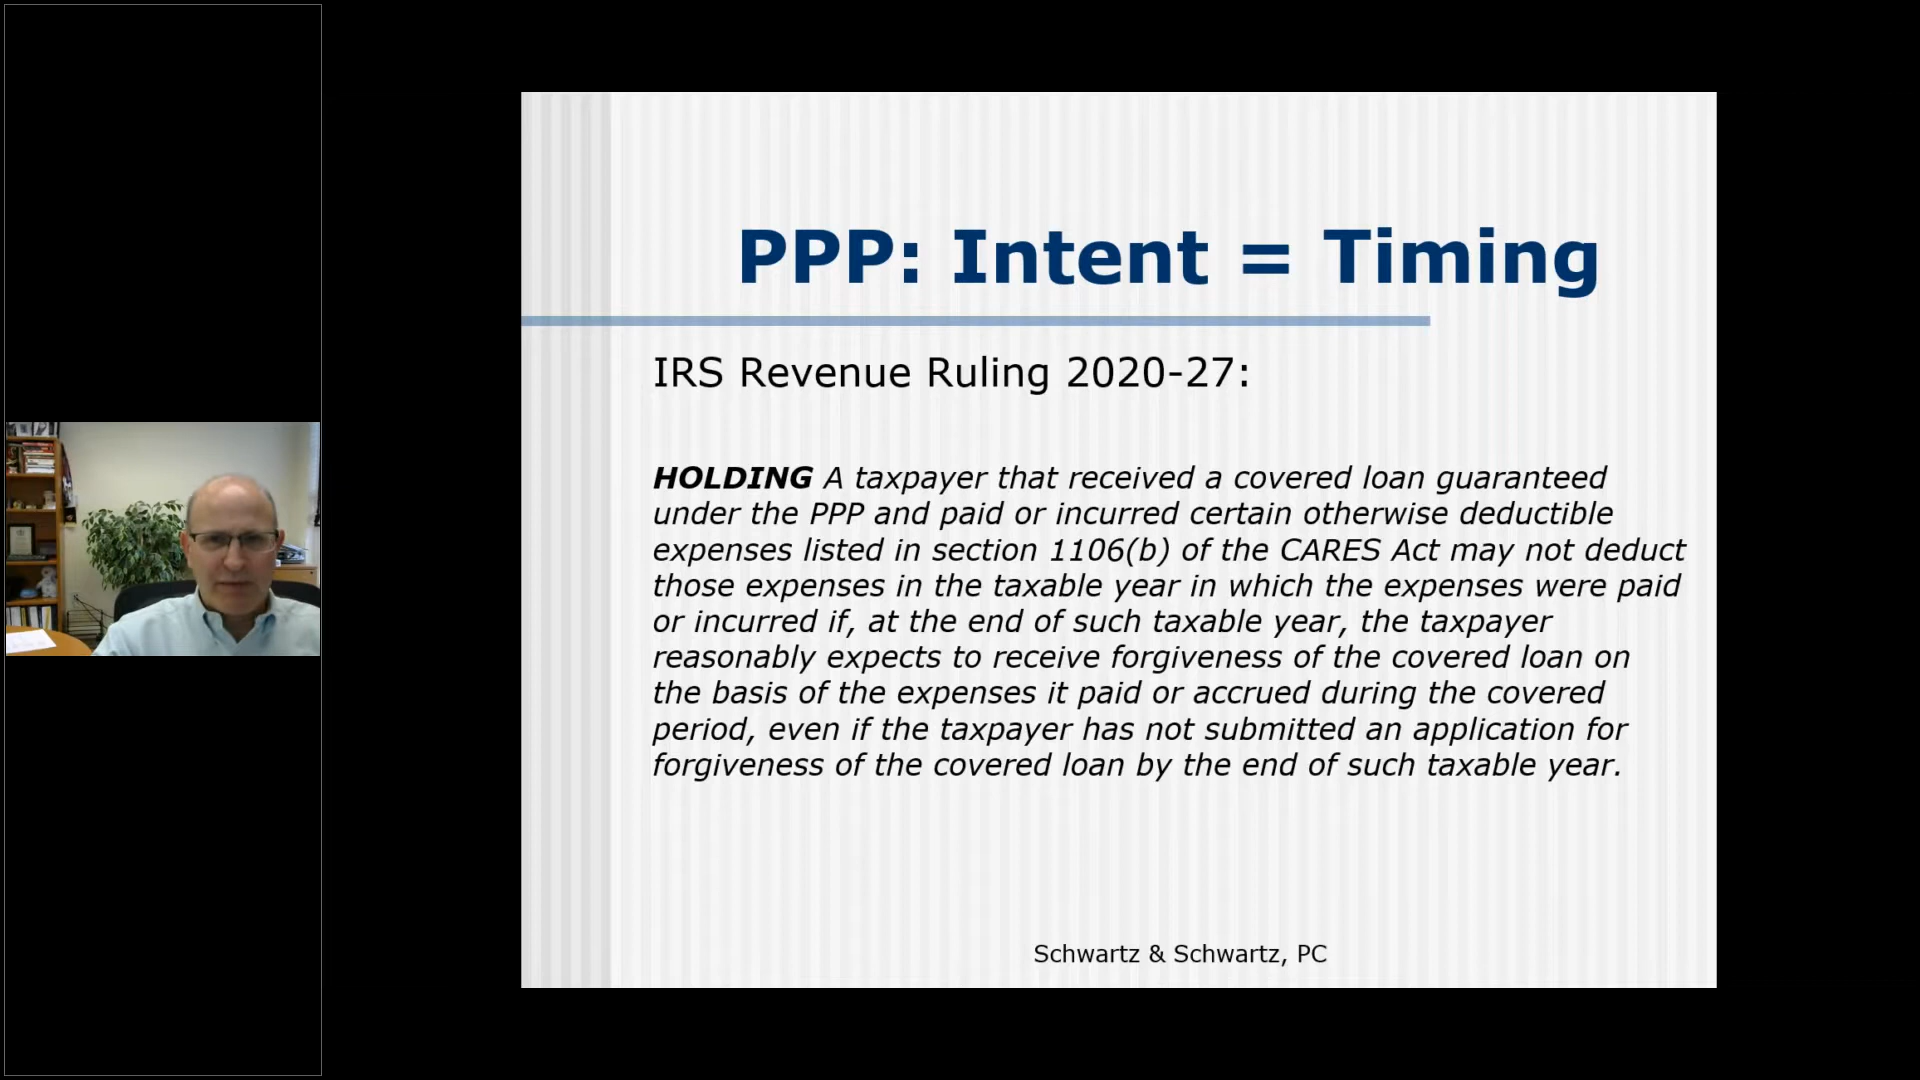 PPP: Intent = Timing
IRS Revenue Ruling 2020-27:
HOLDING A taxpayer that received a covered loan guaranteed
under the PPP and paid or incurred certain otherwise deductible
expenses listed in section 1106(b) of the CARES Act may not deduct
those expenses in the taxable year in which the expenses were paid
or incurred if, at the end of such taxable year, the taxpayer
reasonably expects to receive forgiveness of the covered loan on
the basis of the expenses it paid or accrued during the covered
period, even if the taxpayer has not submitted an application for
forgiveness of the covered loan by the end of such taxable year.
Schwartz & Schwartz, PC